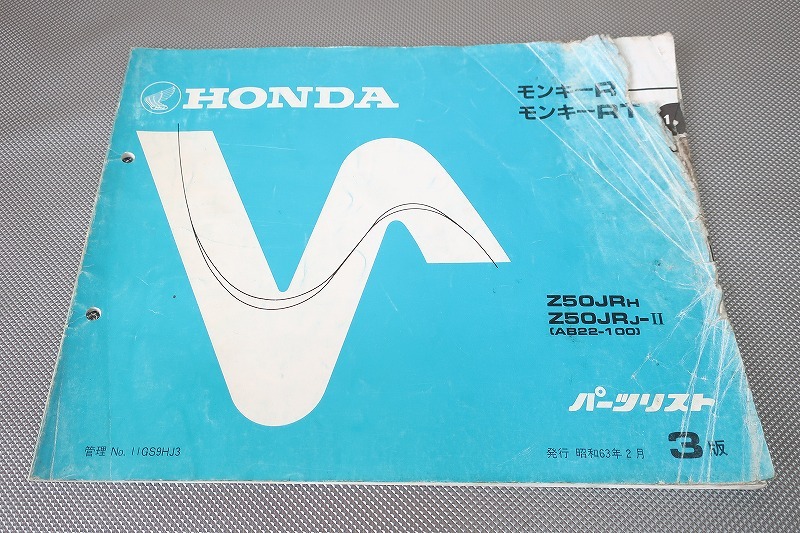 HONDA
モンキーR
モンキーRT
Z50JRH
Z50JRJ-II
(AB22-100)
パーツリスト
3版
管理 No. 11GS9HJ3
発行 昭和63年2月